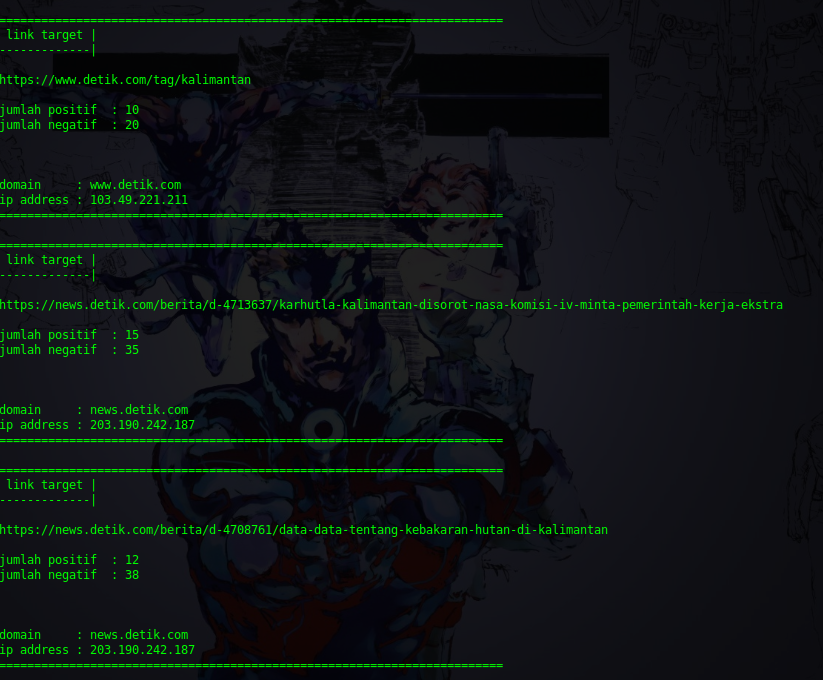 ========================================================================
link target |
-------------|
https://www.detik.com/tag/kalimantan
jumlah positif  : 10
jumlah negatif  : 20
domain     : www.detik.com
ip address : 103.49.221.211
========================================================================
========================================================================
link target |
-------------|
https://news.detik.com/berita/d-4713637/karhutla-kalimantan-disorot-nasa-komisi-iv-minta-pemerintah-kerja-ekstra
jumlah positif  : 15
jumlah negatif  : 35
domain     : news.detik.com
ip address : 203.190.242.187
========================================================================
========================================================================
link target |
-------------|
https://news.detik.com/berita/d-4708761/data-data-tentang-kebakaran-hutan-di-kalimantan
jumlah positif  : 12
jumlah negatif  : 38
domain     : news.detik.com
ip address : 203.190.242.187
========================================================================